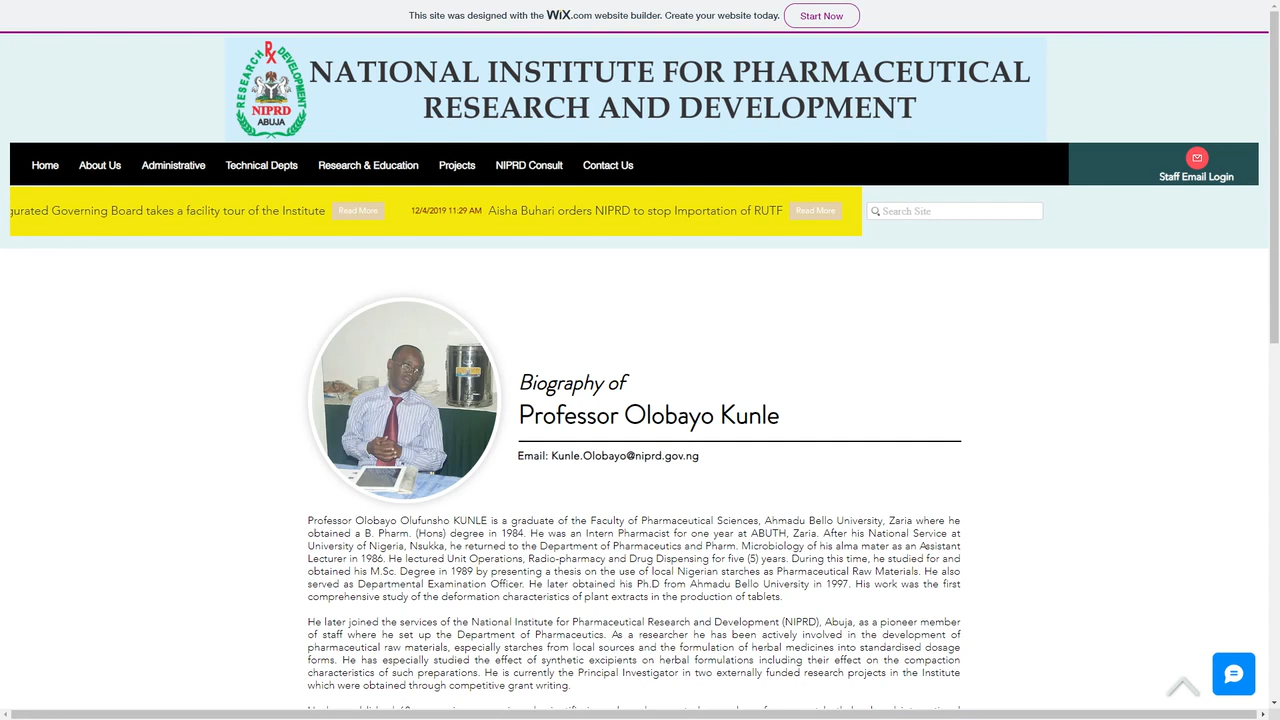 This site was designed with the WiX.com website builder. Create your website today. Start Now
RESEARCH Rx DEVELOPMENT
NIPRD
ABUJA
NATIONAL INSTITUTE FOR PHARMACEUTICAL
RESEARCH AND DEVELOPMENT
Home About Us Administrative Technical Depts Research & Education Projects NIPRD Consult Contact Us
Staff Email Login
gurated Governing Board takes a facility tour of the Institute Read More 12/4/2019 11:29 AM Aisha Buhari orders NIPRD to stop Importation of RUTF Read More
Search Site
Biography of
Professor Olobayo Kunle
Email: Kunle.Olobayo@niprd.gov.ng
Professor Olobayo Olufunsho KUNLE is a graduate of the Faculty of Pharmaceutical Sciences, Ahmadu Bello University, Zaria where he
obtained a B. Pharm. (Hons) degree in 1984. He was an Intern Pharmacist for one year at ABUTH, Zaria. After his National Service at
University of Nigeria, Nsukka, he returned to the Department of Pharmaceutics and Pharm. Microbiology of his alma mater as an Assistant
Lecturer in 1986. He lectured Unit Operations, Radio-pharmacy and Drug Dispensing for five (5) years. During this time, he studied for and
obtained his M.Sc. Degree in 1989 by presenting a thesis on the use of local Nigerian starches as Pharmaceutical Raw Materials. He also
served as Departmental Examination Officer. He later obtained his Ph.D from Ahmadu Bello University in 1997. His work was the first
comprehensive study of the deformation characteristics of plant extracts in the production of tablets.
He later joined the services of the National Institute for Pharmaceutical Research and Development (NIPRD), Abuja, as a pioneer member
of staff where he set up the Department of Pharmaceutics. As a researcher he has been actively involved in the development of
pharmaceutical raw materials, especially starches from local sources and the formulation of herbal medicines into standardised dosage
forms. He has especially studied the effect of synthetic excipients on herbal formulations including their effect on the compaction
characteristics of such preparations. He is currently the Principal Investigator in two externally funded research projects in the Institute
which were obtained through competitive grant writing.